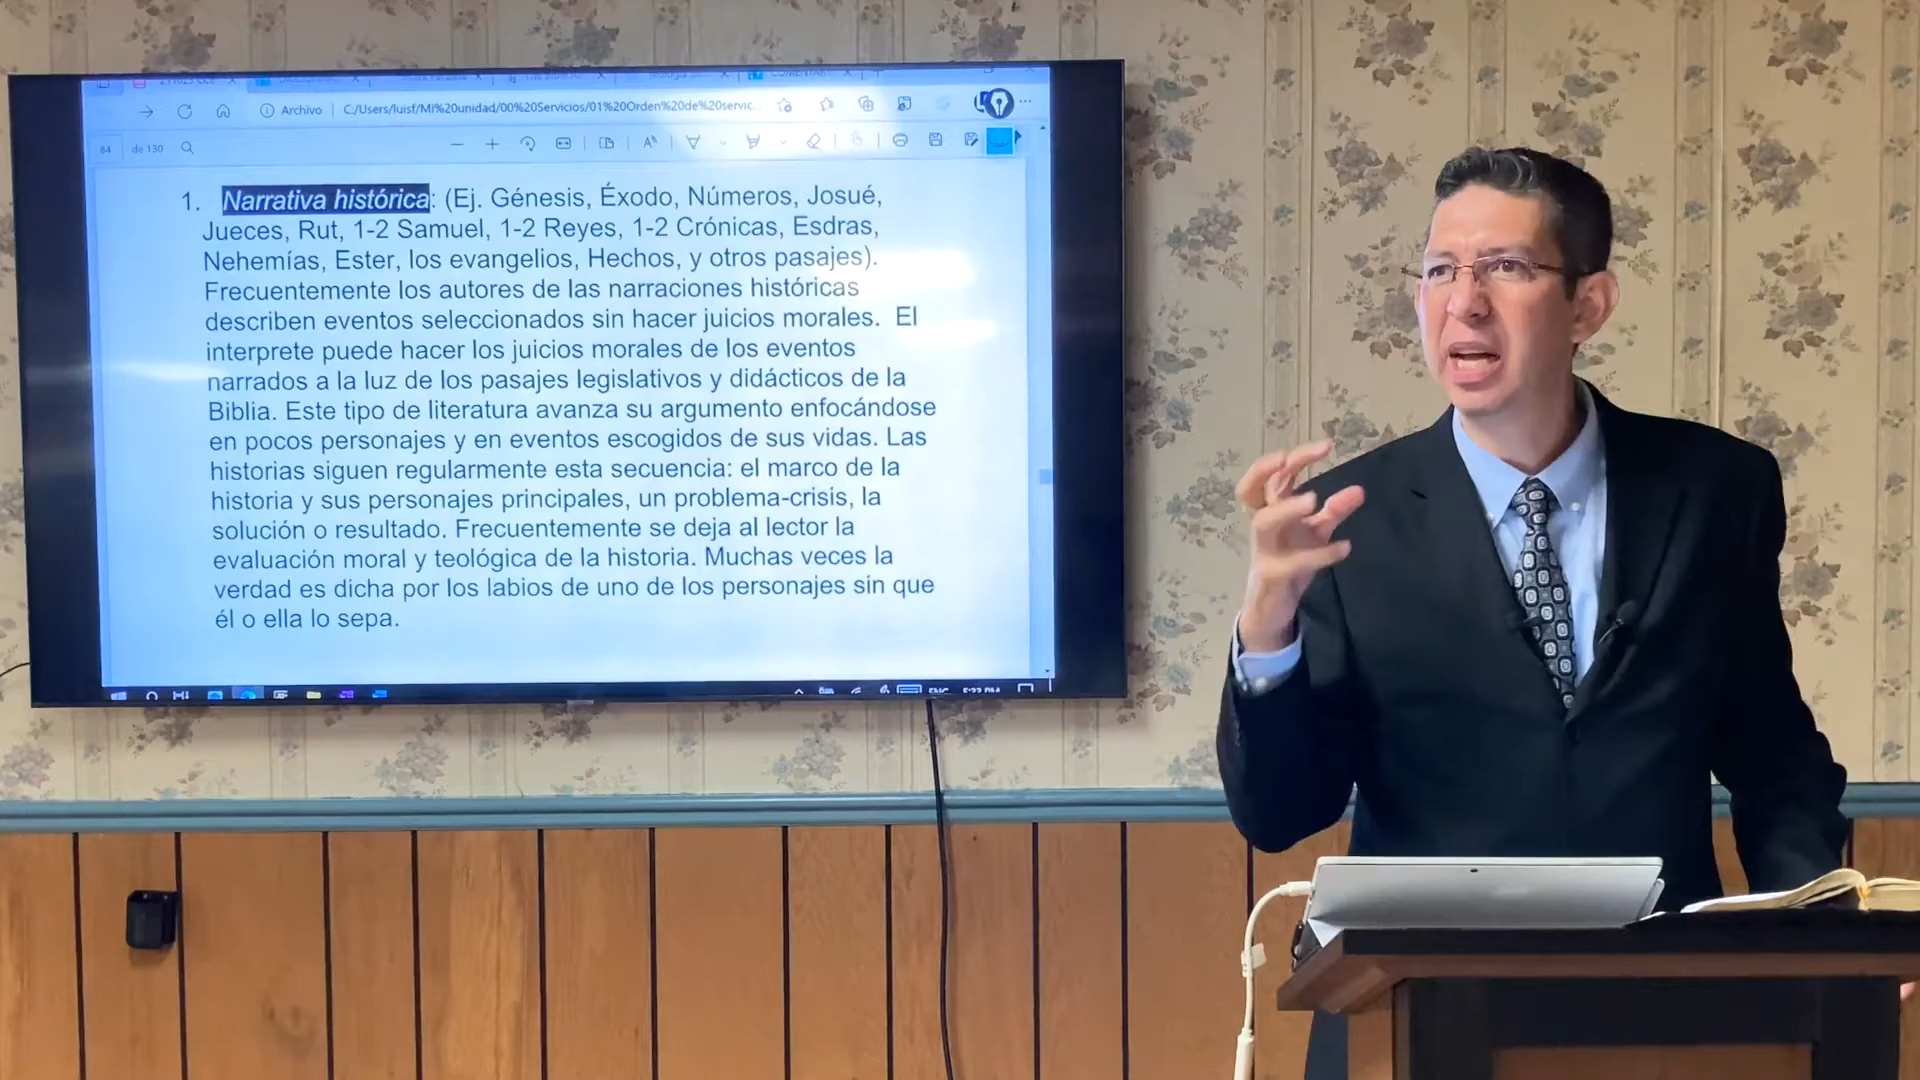 Archivo | C:/Users/luisf/Mi%20unidad/00%20Servicios/01%20Orden%20de%20servic...
84 de 130
1. Narrativa histórica: (Ej. Génesis, Éxodo, Números, Josué,
Jueces, Rut, 1-2 Samuel, 1-2 Reyes, 1-2 Crónicas, Esdras,
Nehemías, Ester, los evangelios, Hechos, y otros pasajes).
Frecuentemente los autores de las narraciones históricas
describen eventos seleccionados sin hacer juicios morales. El
interprete puede hacer los juicios morales de los eventos
narrados a la luz de los pasajes legislativos y didácticos de la
Biblia. Este tipo de literatura avanza su argumento enfocándose
en pocos personajes y en eventos escogidos de sus vidas. Las
historias siguen regularmente esta secuencia: el marco de la
historia y sus personajes principales, un problema-crisis, la
solución o resultado. Frecuentemente se deja al lector la
evaluación moral y teológica de la historia. Muchas veces la
verdad es dicha por los labios de uno de los personajes sin que
él o ella lo sepa.
ENG 5:33 PM